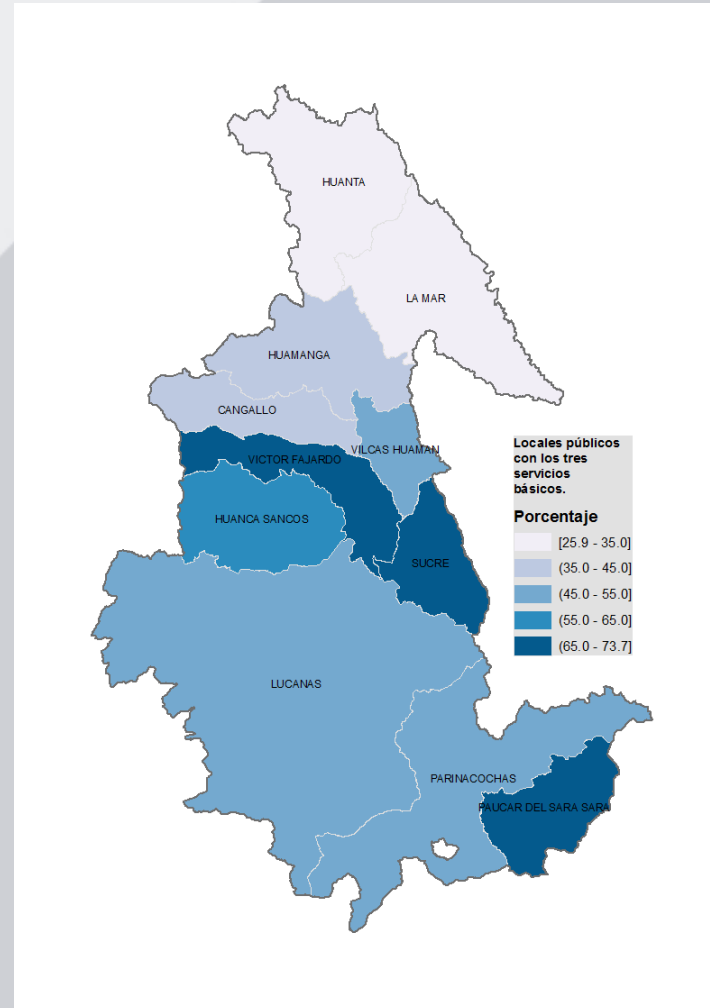 HUANTA
LA MAR
HUAMANGA
CANGALLO
VILCAS HUAMAN
VICTOR FAJARDO
HUANCA SANCOS
SUCRE
LUCANAS
PARINACOCHAS
PAUCAR DEL SARA SARA
Locales públicos
con los tres
servicios
básicos.
Porcentaje
[25.9 - 35.0]
(35.0 - 45.0]
(45.0 - 55.0]
(55.0 - 65.0]
(65.0 - 73.7]